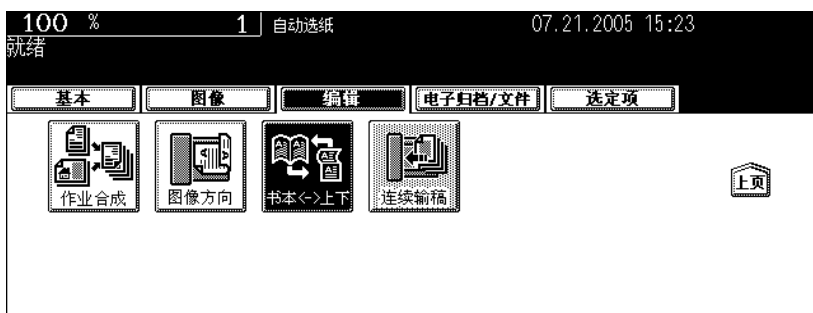 100 % 1 自动选纸 07.21.2005 15:23
就绪
基本 图像 编辑 电子归档/文件 选定项
作业合成 图像方向 书本<->上下 连续输稿 上页